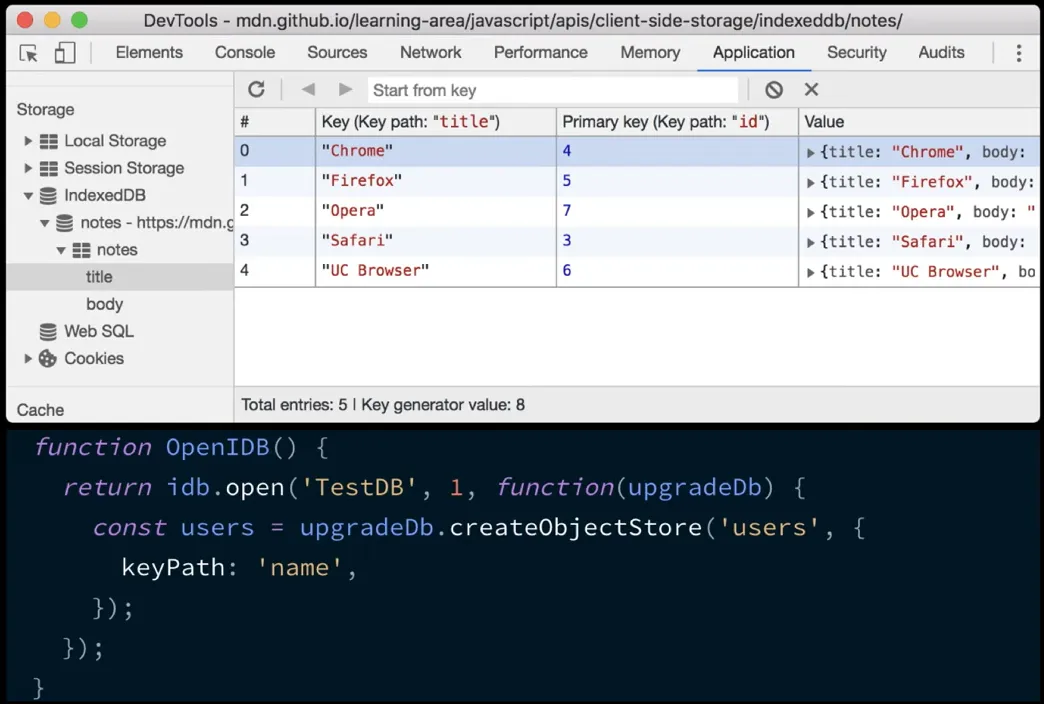 DevTools - mdn.github.io/learning-area/javascript/apis/client-side-storage/indexeddb/notes/
Elements Console Sources Network Performance Memory Application Security Audits
Storage
Local Storage
Session Storage
IndexedDB
notes - https://mdn.g
notes
title
body
Web SQL
Cookies
Cache
Start from key
# Key (Key path: "title") Primary key (Key path: "id") Value
0 "Chrome" 4 {title: "Chrome", body:
1 "Firefox" 5 {title: "Firefox", body:
2 "Opera" 7 {title: "Opera", body: "
3 "Safari" 3 {title: "Safari", body:
4 "UC Browser" 6 {title: "UC Browser", bo
Total entries: 5 | Key generator value: 8
function OpenIDB() {
return idb.open('TestDB', 1, function(upgradeDb) {
const users = upgradeDb.createObjectStore('users', {
keyPath: 'name',
});
});
}